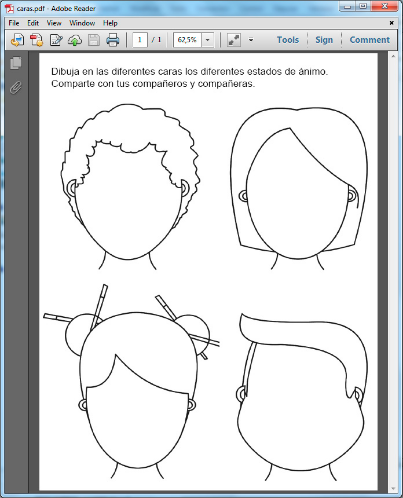 caras.pdf - Adobe Reader
File Edit View Window Help
1 / 1 62,5% Tools Sign Comment
Dibuja en las diferentes caras los diferentes estados de ánimo.
Comparte con tus compañeros y compañeras.